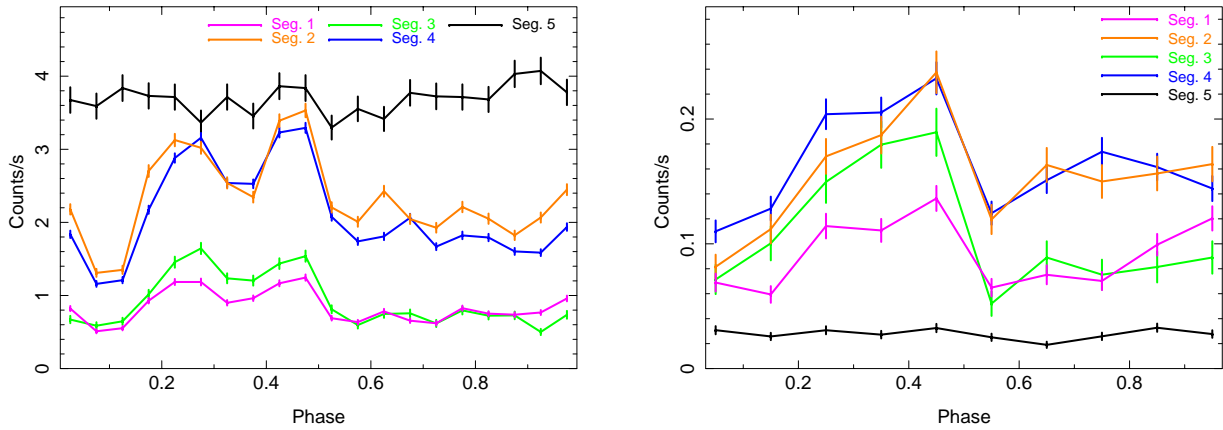 Seg. 1
Seg. 3
Seg. 5
Seg. 2
Seg. 4
Counts/s
0
1
2
3
4
0.2
0.4
0.6
0.8
Phase
Seg. 1
Seg. 2
Seg. 3
Seg. 4
Seg. 5
Counts/s
0
0.1
0.2
0.2
0.4
0.6
0.8
Phase